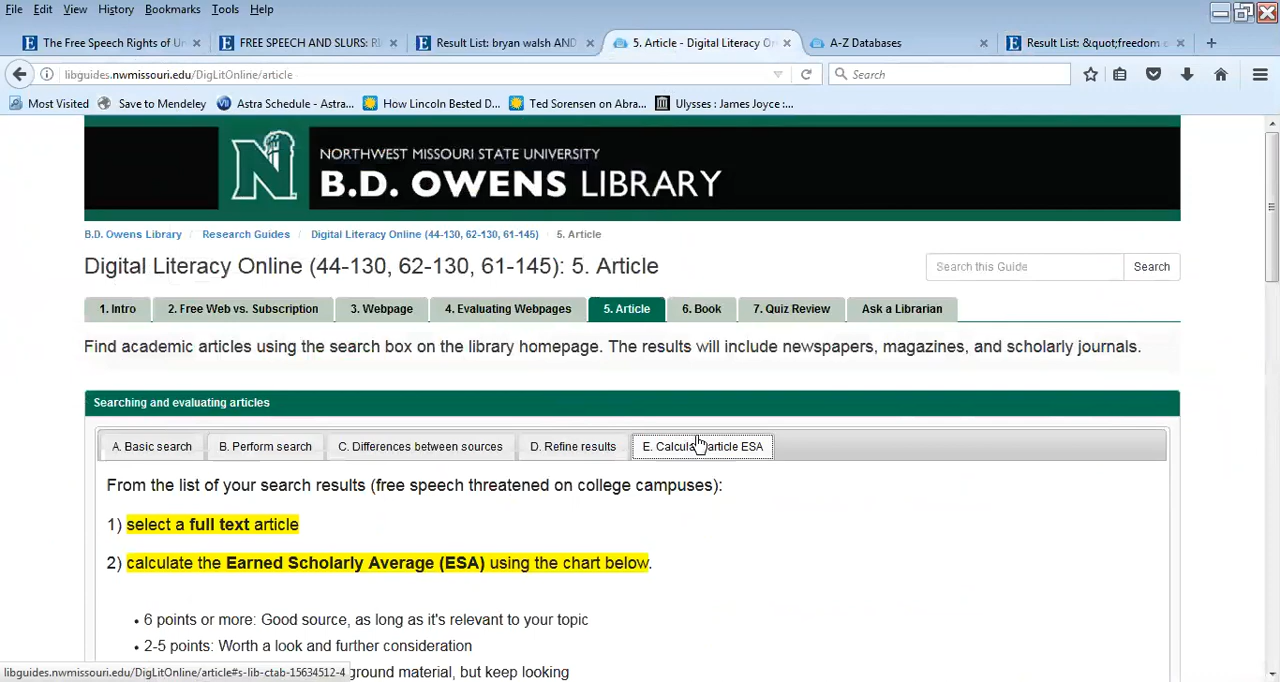 File Edit View History Bookmarks Tools Help
The Free Speech Rights of Un
FREE SPEECH AND SLURS: RI
Result List: bryan walsh AND
5. Article - Digital Literacy On
A-Z Databases
Result List: &quot;freedom o
libguides.nwmissouri.edu/DigLitOnline/article
Search
Most Visited Save to Mendeley Astra Schedule - Astra... How Lincoln Bested D... Ted Sorensen on Abra... Ulysses : James Joyce :...
NORTHWEST MISSOURI STATE UNIVERSITY
B.D. OWENS LIBRARY
B.D. Owens Library / Research Guides / Digital Literacy Online (44-130, 62-130, 61-145) / 5. Article
Digital Literacy Online (44-130, 62-130, 61-145): 5. Article
Search this Guide Search
1. Intro 2. Free Web vs. Subscription 3. Webpage 4. Evaluating Webpages 5. Article 6. Book 7. Quiz Review Ask a Librarian
Find academic articles using the search box on the library homepage. The results will include newspapers, magazines, and scholarly journals.
Searching and evaluating articles
A. Basic search B. Perform search C. Differences between sources D. Refine results E. Calcula article ESA
From the list of your search results (free speech threatened on college campuses):
1) select a full text article
2) calculate the Earned Scholarly Average (ESA) using the chart below.
• 6 points or more: Good source, as long as it's relevant to your topic
• 2-5 points: Worth a look and further consideration
ground material, but keep looking
libguides.nwmissouri.edu/DigLitOnline/article#s-lib-ctab-15634512-4